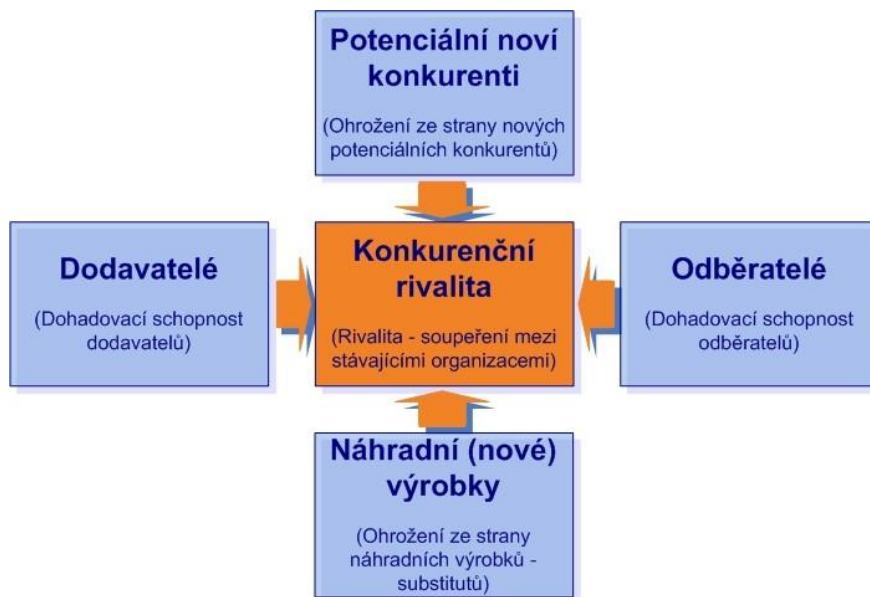 Potenciální noví
konkurenti
(Ohrožení ze strany nových
potenciálních konkurentů)
Dodavatelé
(Dohadovací schopnost
dodavatelů)
Konkurenční
rivalita
(Rivalita - soupeření mezi
stávajícími organizacemi)
Odběratelé
(Dohadovací schopnost
odběratelů)
Náhradní (nové)
výrobky
(Ohrožení ze strany
náhradních výrobků -
substitutů)